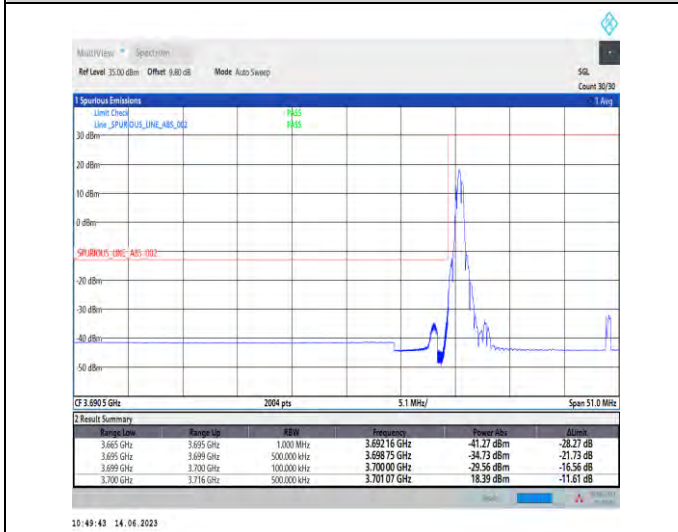 MultiView Spectrum
Ref Level 35.00 dBm Offset 9.80 dB Mode Auto Sweep SGL
Count 30/30
1 Spurious Emissions 1 Avg
Limit Check PASS
Line _SPURIOUS_LINE_ABS_002 PASS
30 dBm
20 dBm
10 dBm
0 dBm
SPURIOUS_LINE_ABS_002
-20 dBm
-30 dBm
-40 dBm
-50 dBm
CF 3.6905 GHz 2004 pts 5.1 MHz/ Span 51.0 MHz
2 Result Summary
Range Low Range Up RBW Frequency Power Abs ΔLimit
3.665 GHz 3.695 GHz 1.000 MHz 3.692 16 GHz -41.27 dBm -28.27 dB
3.695 GHz 3.699 GHz 500.000 kHz 3.698 75 GHz -34.73 dBm -21.73 dB
3.699 GHz 3.700 GHz 100.000 kHz 3.700 00 GHz -29.56 dBm -16.56 dB
3.700 GHz 3.716 GHz 500.000 kHz 3.701 07 GHz 18.39 dBm -11.61 dB
10:49:43 14.06.2023